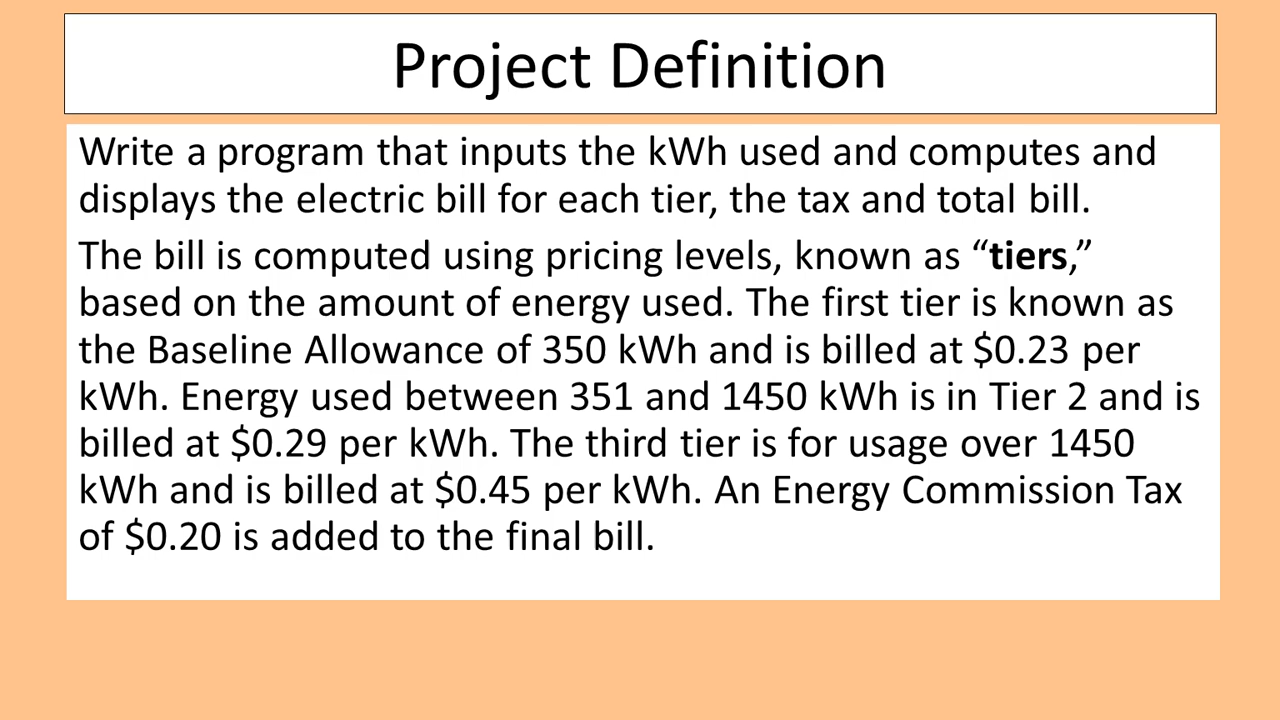 Project Definition
Write a program that inputs the kWh used and computes and
displays the electric bill for each tier, the tax and total bill.
The bill is computed using pricing levels, known as “tiers,”
based on the amount of energy used. The first tier is known as
the Baseline Allowance of 350 kWh and is billed at $0.23 per
kWh. Energy used between 351 and 1450 kWh is in Tier 2 and is
billed at $0.29 per kWh. The third tier is for usage over 1450
kWh and is billed at $0.45 per kWh. An Energy Commission Tax
of $0.20 is added to the final bill.